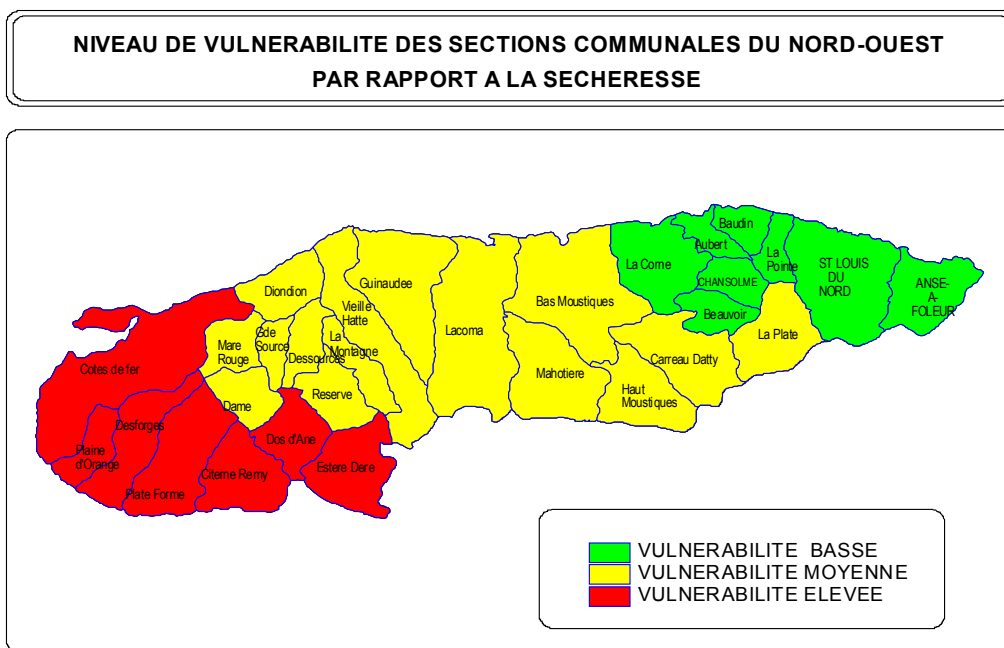 NIVEAU DE VULNERABILITE DES SECTIONS COMMUNALES DU NORD-OUEST
PAR RAPPORT A LA SECHERESSE
Baudin
Aubert
La Corne
La
Pointe
ST LOUIS
DU
NORD
CHANSOLME
ANSE-
A-
FOLEUR
Beauvoir
Diondion
Guinaudee
Vieille
Hatte
Bas Moustiques
Lacoma
La Plate
Gde
Source
La
Montagne
Mare
Rouge
Dessources
Carreau Datty
Cotes de fer
Mahotiere
Reserve
Haut
Moustiques
Dame
Desforges
Dos d'Ane
Plaine
d'Orange
Citerne Remy
Estere Dere
Plate Forme
VULNERABILITE BASSE
VULNERABILITE MOYENNE
VULNERABILITE ELEVEE